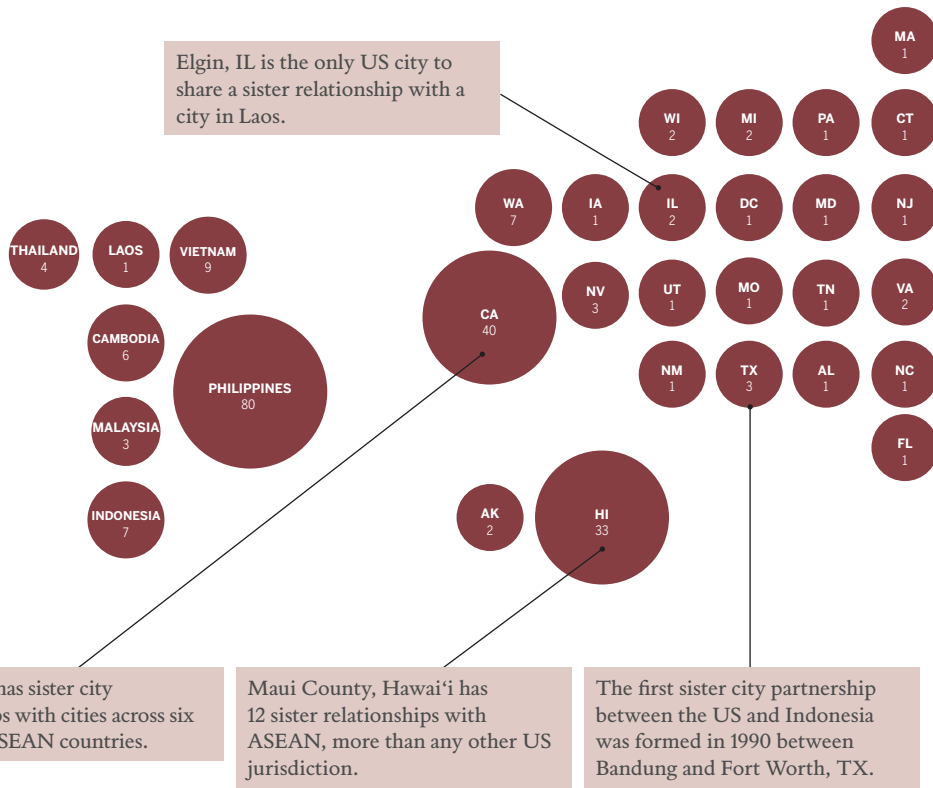 MA
1
Elgin, IL is the only US city to
share a sister relationship with a
city in Laos.
WI
2
MI
2
PA
1
CT
1
WA
7
IA
1
IL
2
DC
1
MD
1
NJ
1
THAILAND
4
LAOS
1
VIETNAM
9
CA
40
NV
3
UT
1
MO
1
TN
1
VA
2
CAMBODIA
6
PHILIPPINES
80
NM
1
TX
3
AL
1
NC
1
MALAYSIA
3
FL
1
INDONESIA
7
AK
2
HI
33
has sister city
with cities across six
countries.
Maui County, Hawai‘i has
12 sister relationships with
ASEAN, more than any other US
jurisdiction.
The first sister city partnership
between the US and Indonesia
was formed in 1990 between
Bandung and Fort Worth, TX.